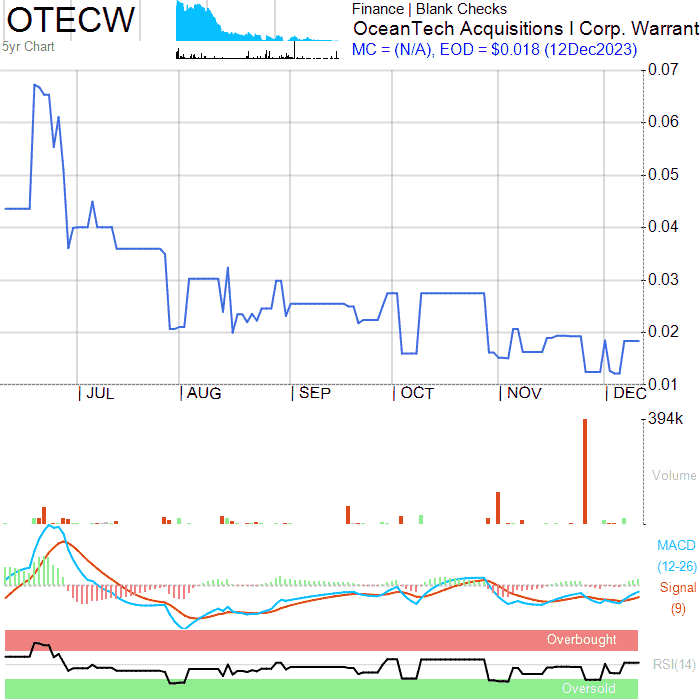 OTECW
5yr Chart
Finance | Blank Checks
OceanTech Acquisitions I Corp. Warrant
MC = (N/A), EOD = $0.018 (12Dec2023)
0.07
0.06
0.05
0.04
0.03
0.02
0.01
| JUL | AUG | SEP | OCT | NOV | DEC
394k
Volume
MACD
(12-26)
Signal
(9)
Overbought
RSI(14)
Oversold